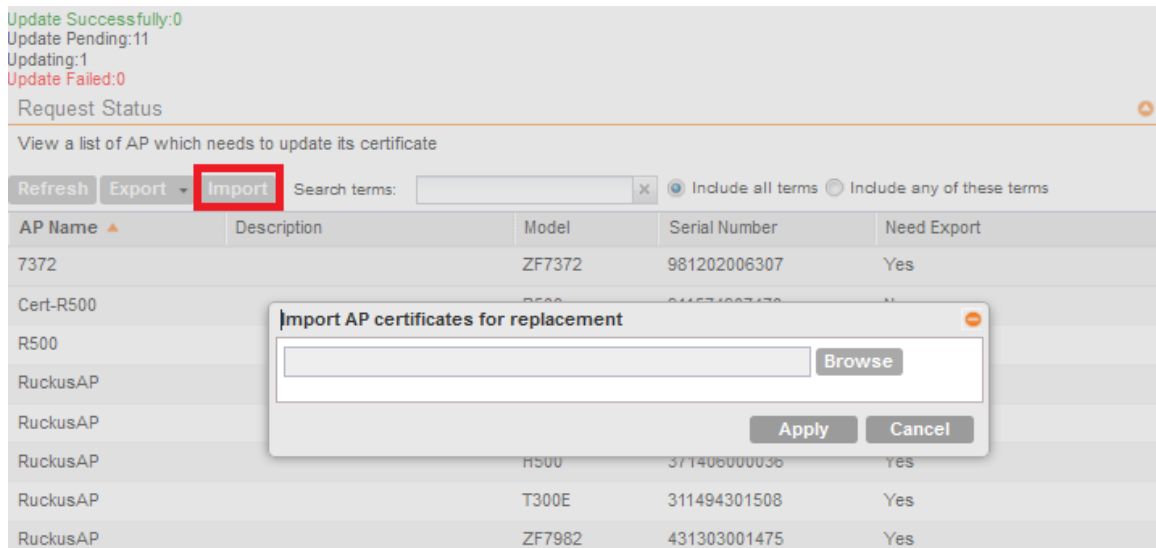 Update Successfully:0
Update Pending:11
Updating:1
Update Failed:0
Request Status
View a list of AP which needs to update its certificate
Refresh Export Import Search terms: Include all terms Include any of these terms
AP Name Description Model Serial Number Need Export
7372 ZF7372 981202006307 Yes
Cert-R500
Import AP certificates for replacement
R500
Browse
RuckusAP
RuckusAP
Apply Cancel
RuckusAP H500 371406000036 Yes
RuckusAP T300E 311494301508 Yes
RuckusAP ZF7982 431303001475 Yes